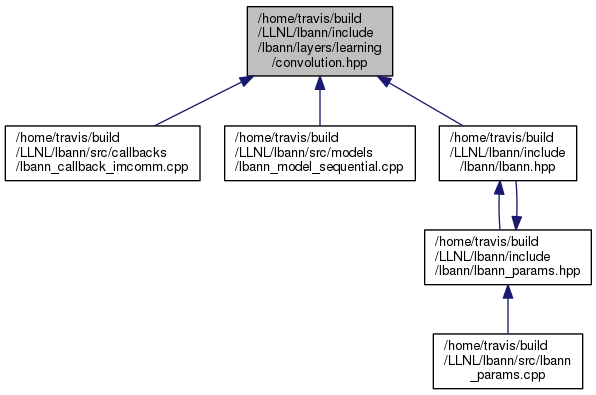 /home/travis/build
/LLNL/lbann/include
/lbann/layers/learning
/convolution.hpp
/home/travis/build
/LLNL/lbann/src/callbacks
/lbann_callback_imcomm.cpp
/home/travis/build
/LLNL/lbann/src/models
/lbann_model_sequential.cpp
/home/travis/build
/LLNL/lbann/include
/lbann/lbann.hpp
/home/travis/build
/LLNL/lbann/include
/lbann/lbann_params.hpp
/home/travis/build
/LLNL/lbann/src/lbann
_params.cpp